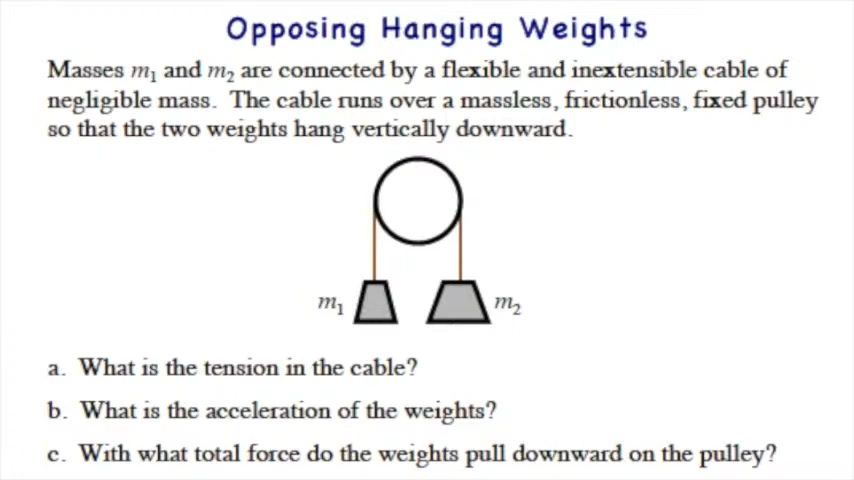 Opposing Hanging Weights
Masses m₁ and m₂ are connected by a flexible and inextensible cable of
negligible mass. The cable runs over a massless, frictionless, fixed pulley
so that the two weights hang vertically downward.
m₁ m₂
a. What is the tension in the cable?
b. What is the acceleration of the weights?
c. With what total force do the weights pull downward on the pulley?